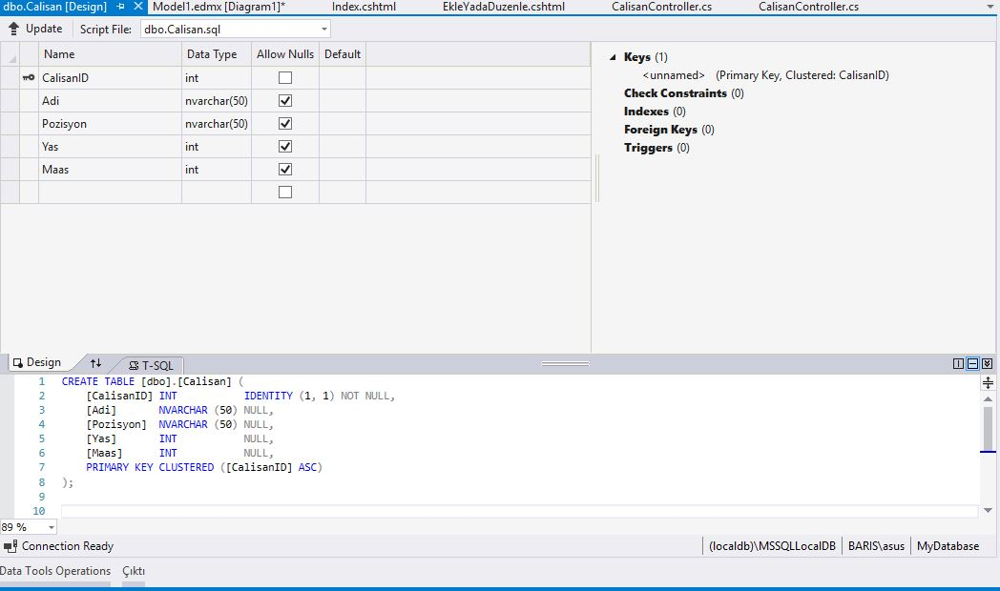 dbo.Calisan [Design] Model1.edmx [Diagram1]* Index.cshtml EkleYadaDuzenle.cshtml CalisanController.cs CalisanController.cs
Update Script File: dbo.Calisan.sql
Name Data Type Allow Nulls Default
CalisanID int
Adi nvarchar(50)
Pozisyon nvarchar(50)
Yas int
Maas int
Keys (1)
<unnamed> (Primary Key, Clustered: CalisanID)
Check Constraints (0)
Indexes (0)
Foreign Keys (0)
Triggers (0)
Design T-SQL
1 CREATE TABLE [dbo].[Calisan] (
2 [CalisanID] INT IDENTITY (1, 1) NOT NULL,
3 [Adi] NVARCHAR (50) NULL,
4 [Pozisyon] NVARCHAR (50) NULL,
5 [Yas] INT NULL,
6 [Maas] INT NULL,
7 PRIMARY KEY CLUSTERED ([CalisanID] ASC)
8 );
9
10
89 %
Connection Ready (localdb)\MSSQLLocalDB BARIS\asus MyDatabase
Data Tools Operations Çıktı